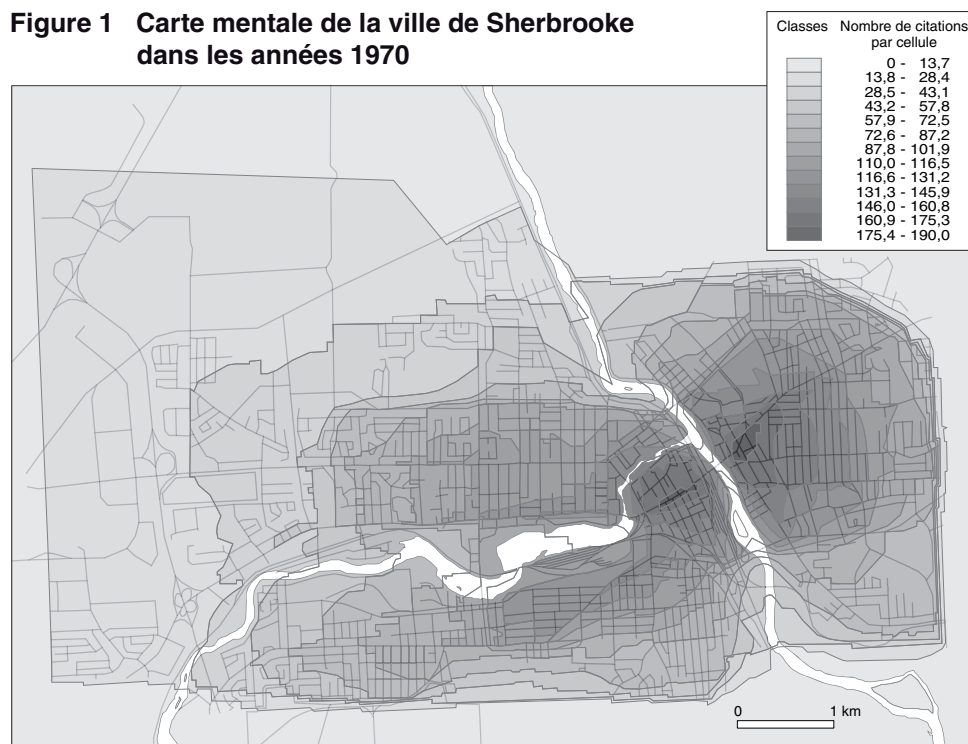 Figure 1 Carte mentale de la ville de Sherbrooke
dans les années 1970
Classes Nombre de citations
par cellule
0 - 13,7
13,8 - 28,4
28,5 - 43,1
43,2 - 57,8
57,9 - 72,5
72,6 - 87,2
87,8 - 101,9
110,0 - 116,5
116,6 - 131,2
131,3 - 145,9
146,0 - 160,8
160,9 - 175,3
175,4 - 190,0
0 1 km